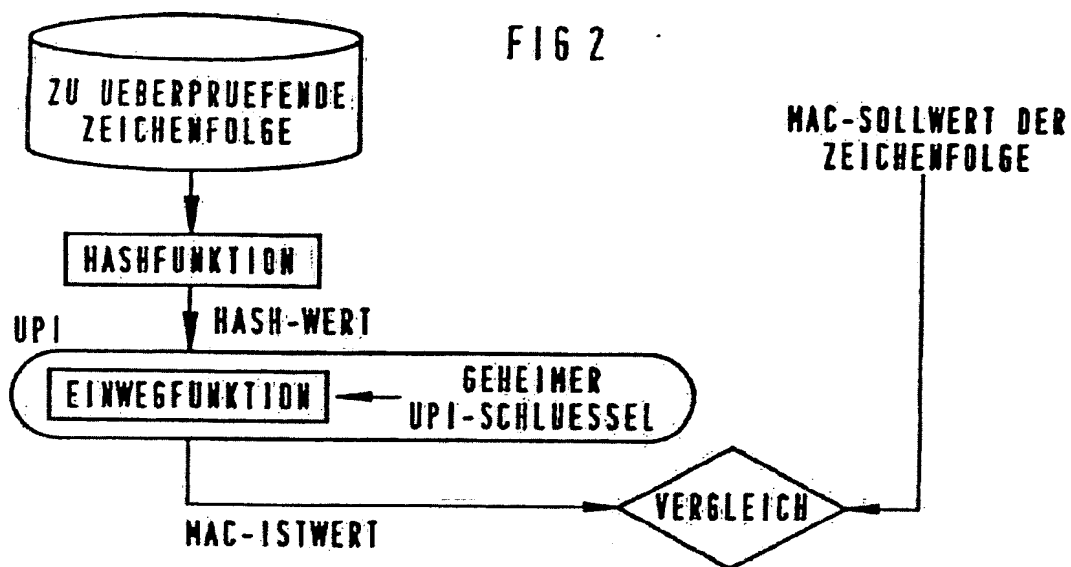 FIG 2
ZU UEBERPRUEFENDE
ZEICHENFOLGE
MAC-SOLLWERT DER
ZEICHENFOLGE
HASHFUNKTION
HASH-WERT
UPI
EINWEGFUNKTION
GEHEIMER
UPI-SCHLUESSEL
VERGLEICH
MAC-ISTWERT